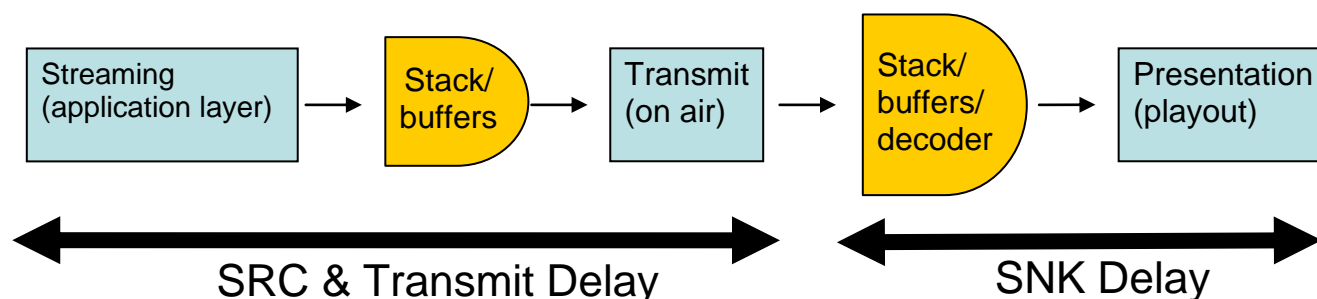 Streaming
(application layer)
Stack/
buffers
Transmit
(on air)
Stack/
buffers/
decoder
Presentation
(playout)
SRC & Transmit Delay
SNK Delay